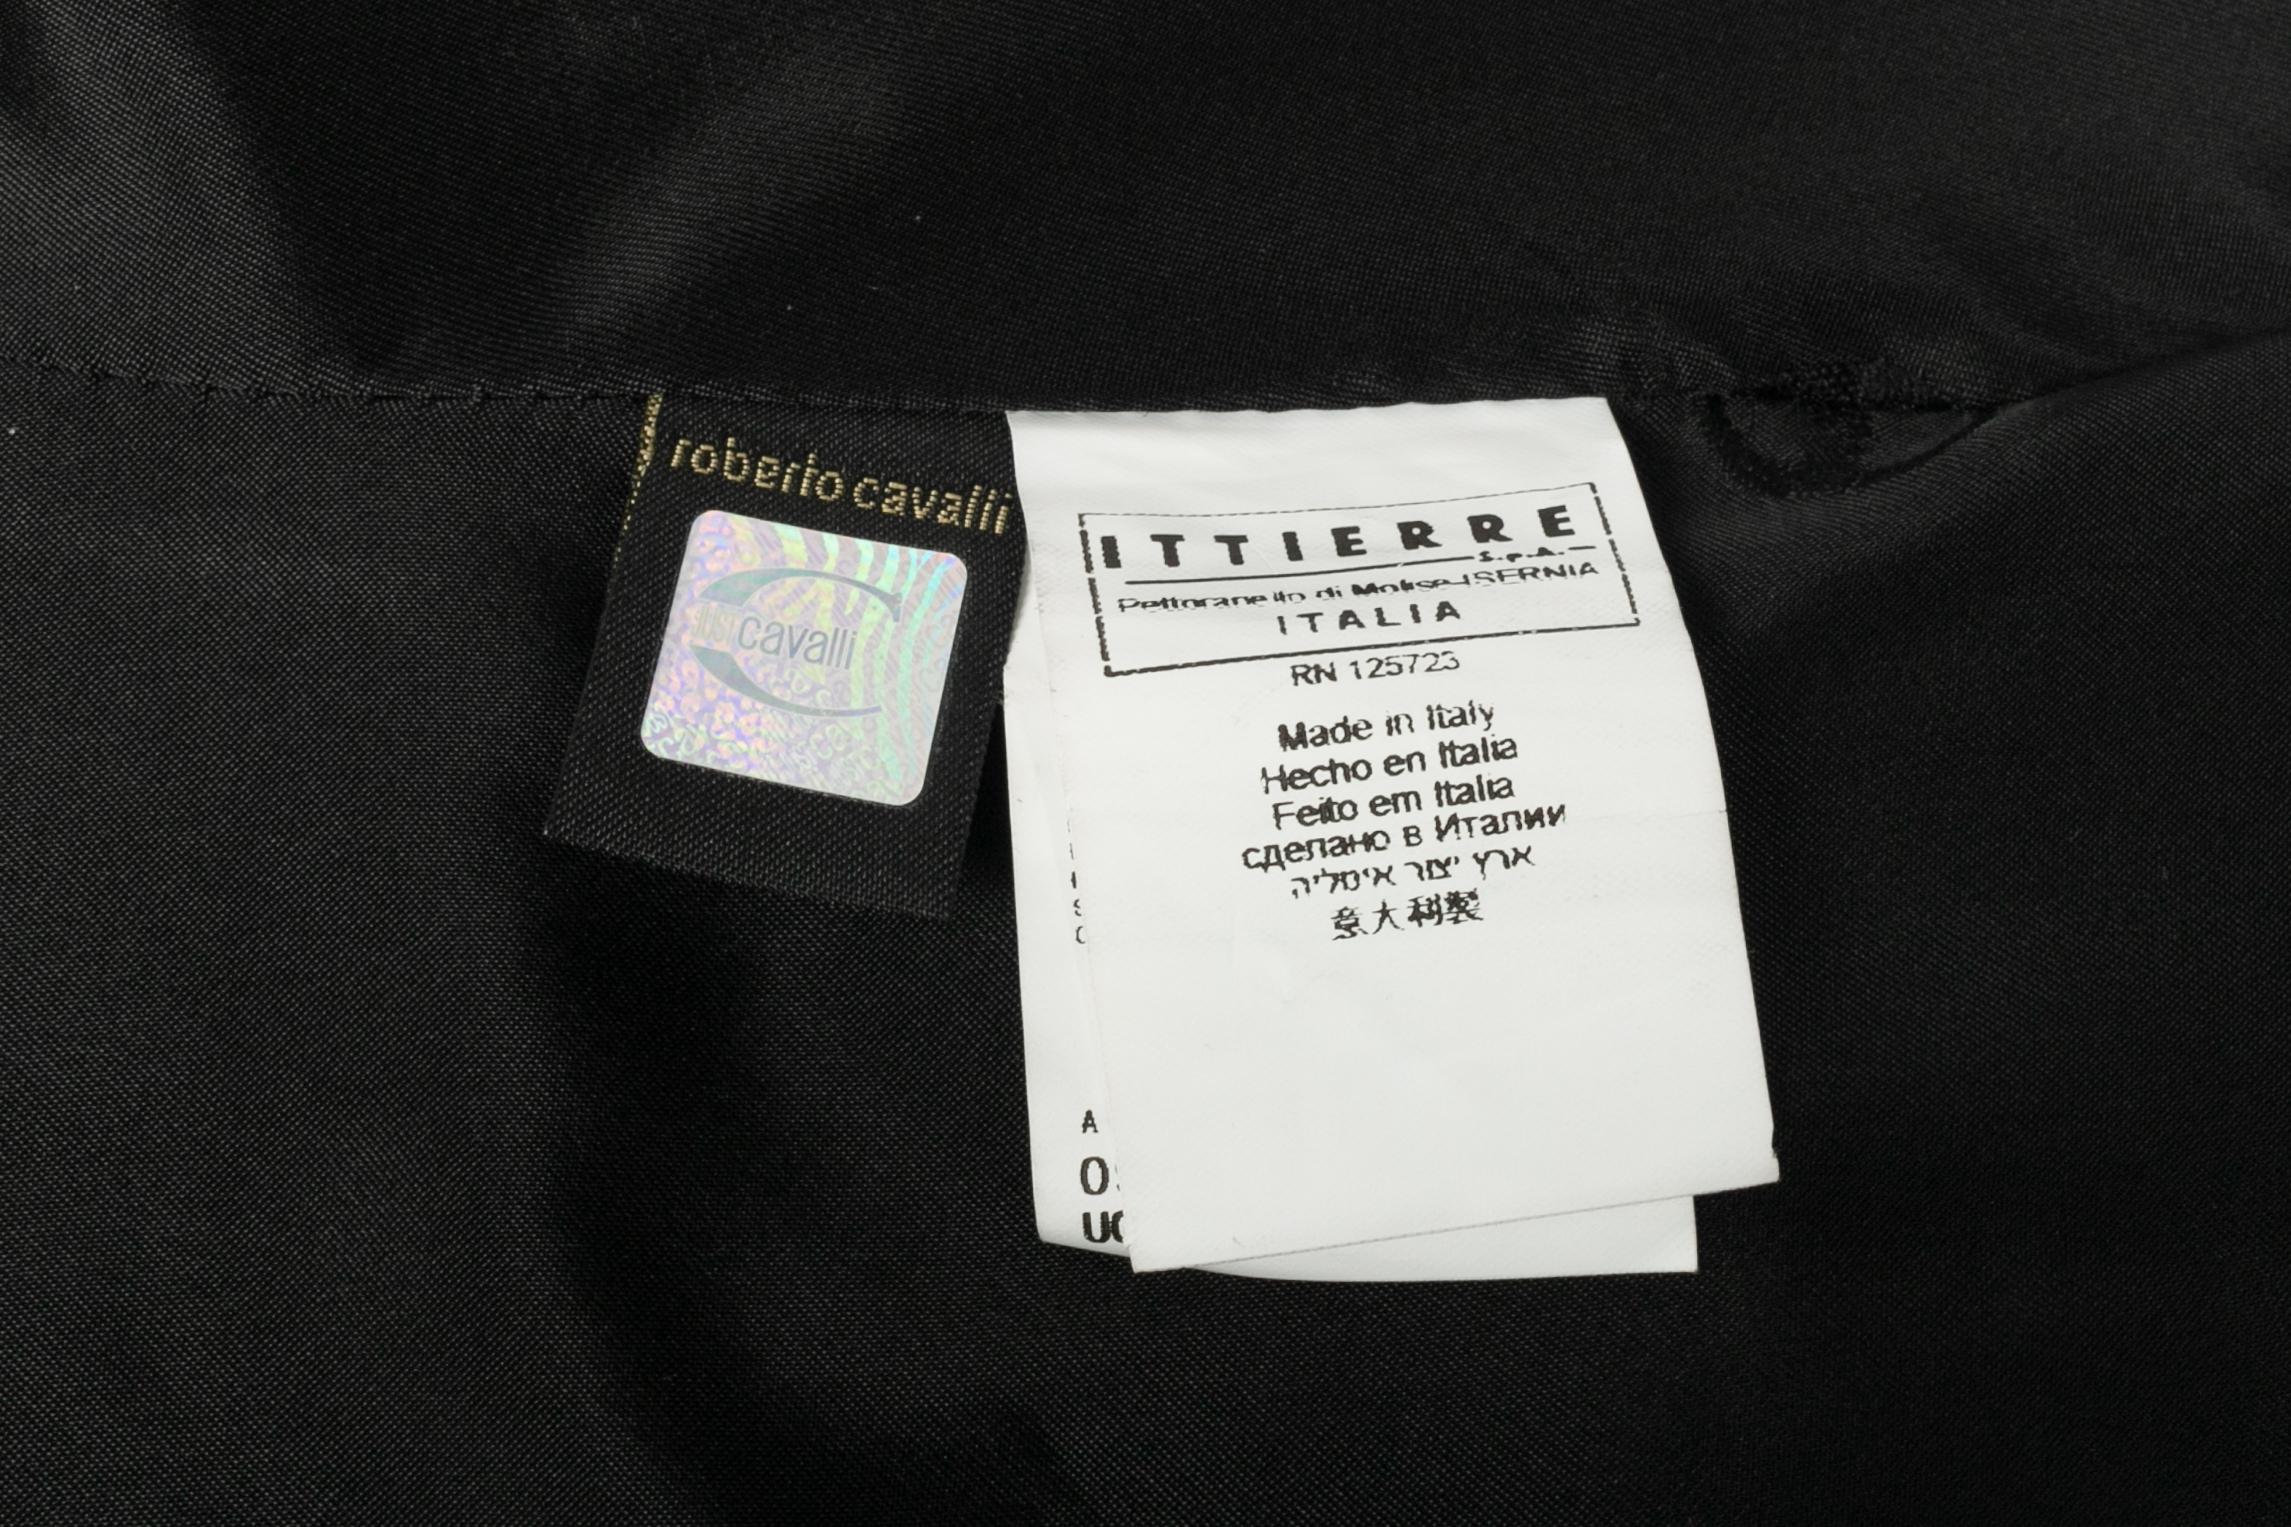 roberto cavalli
JUST cavalli
ITTIERRE
S.p.A.
Pettoranello di Molise-ISERNIA
ITALIA
RN 125723
Made in Italy
Hecho en Italia
Feito em Italia
сделано в Италии
ארץ יצור איטליה
意大利製
A